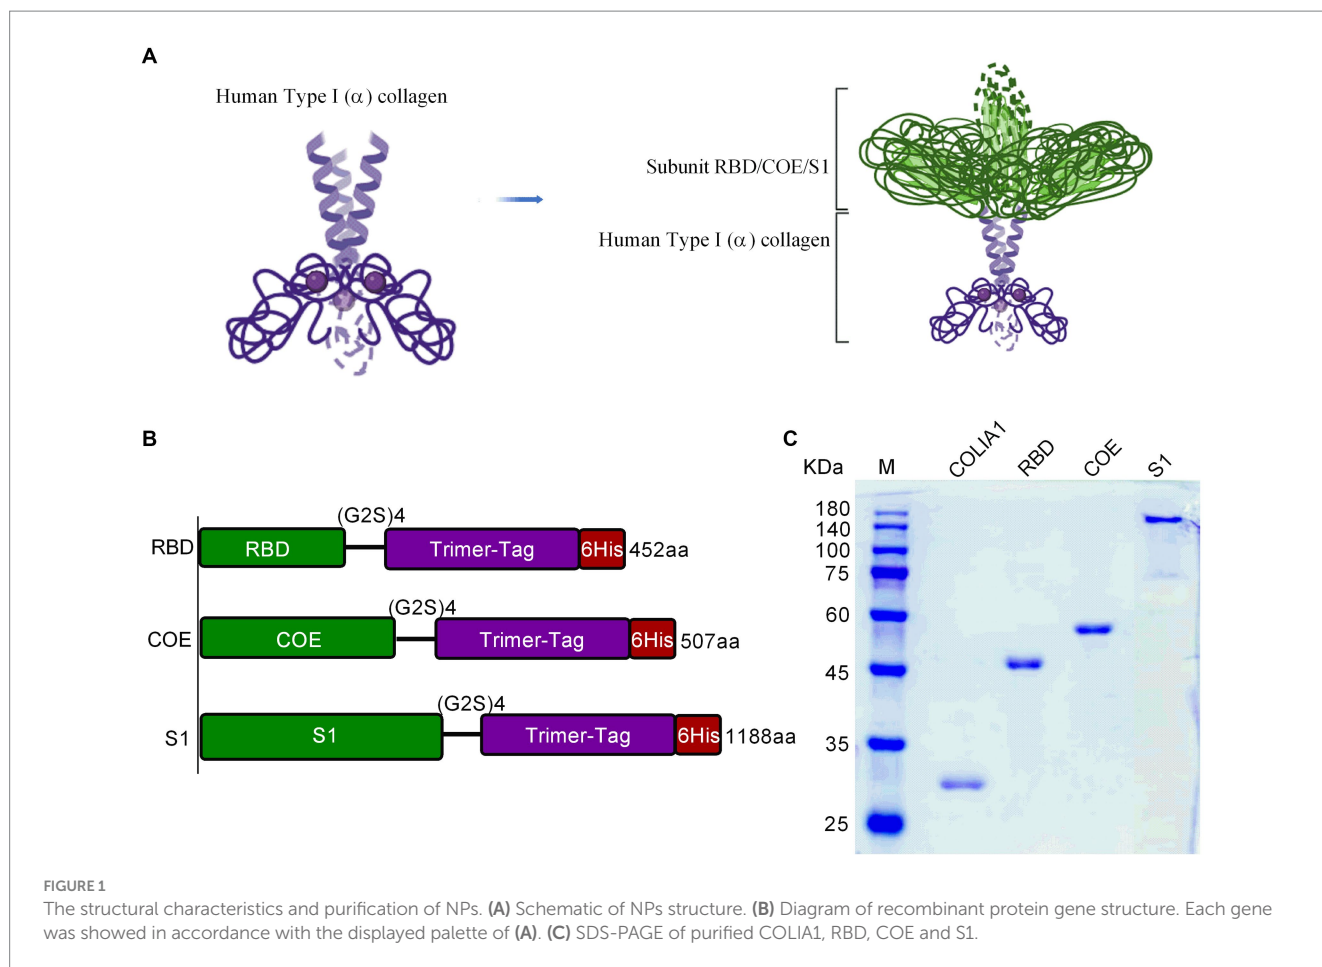 A
Human Type I (α) collagen
Subunit RBD/COE/S1
Human Type I (α) collagen
B
(G2S)4
RBD RBD Trimer-Tag 6His 452aa
(G2S)4
COE COE Trimer-Tag 6His 507aa
(G2S)4
S1 S1 Trimer-Tag 6His 1188aa
C
KDa M COLIA1 RBD COE S1
180
140
100
75
60
45
35
25
FIGURE 1
The structural characteristics and purification of NPs. (A) Schematic of NPs structure. (B) Diagram of recombinant protein gene structure. Each gene
was showed in accordance with the displayed palette of (A). (C) SDS-PAGE of purified COLIA1, RBD, COE and S1.